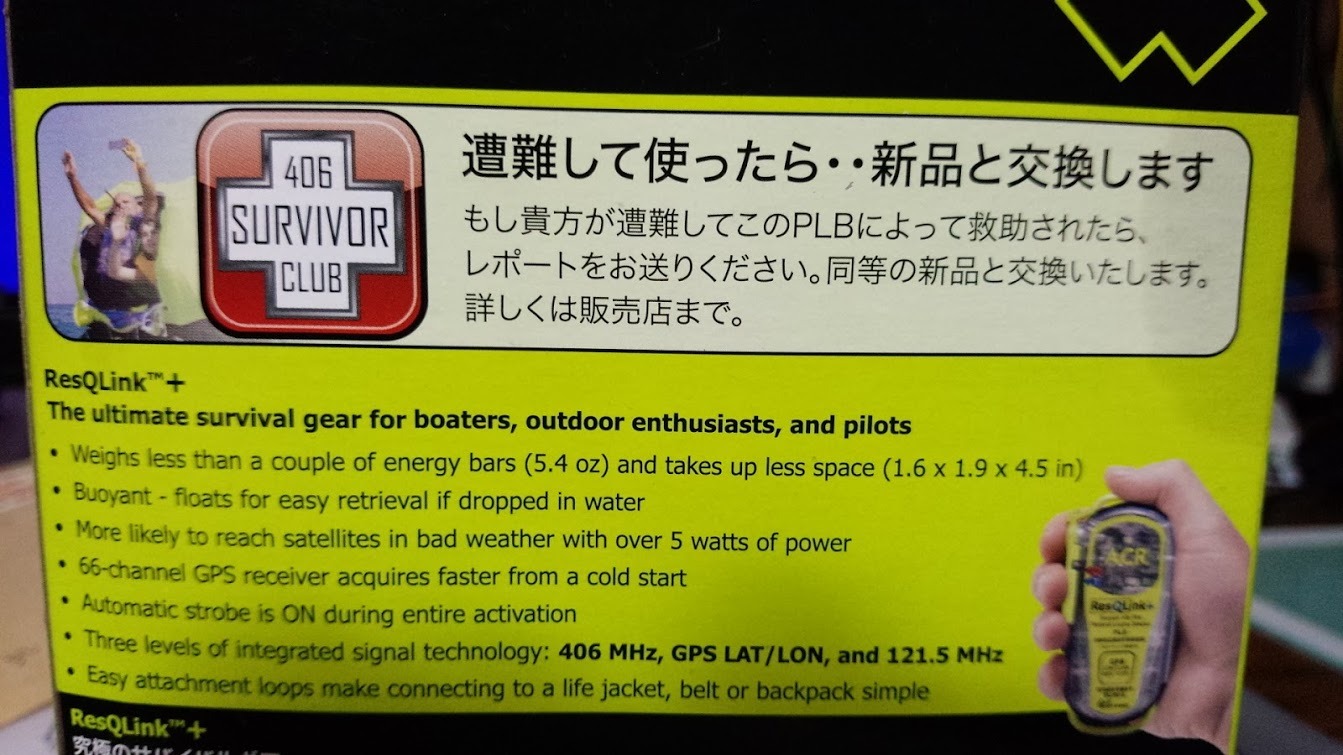 406
SURVIVOR
CLUB
遭難して使ったら・・新品と交換します
もし貴方が遭難してこのPLBによって救助されたら、
レポートをお送りください。同等の新品と交換いたします。
詳しくは販売店まで。
ResQLink™+
The ultimate survival gear for boaters, outdoor enthusiasts, and pilots
• Weighs less than a couple of energy bars (5.4 oz) and takes up less space (1.6 x 1.9 x 4.5 in)
• Buoyant - floats for easy retrieval if dropped in water
• More likely to reach satellites in bad weather with over 5 watts of power
• 66-channel GPS receiver acquires faster from a cold start
• Automatic strobe is ON during entire activation
• Three levels of integrated signal technology: 406 MHz, GPS LAT/LON, and 121.5 MHz
• Easy attachment loops make connecting to a life jacket, belt or backpack simple
ACR
ResQLink+
ResQLink™+
究極のサバイバル